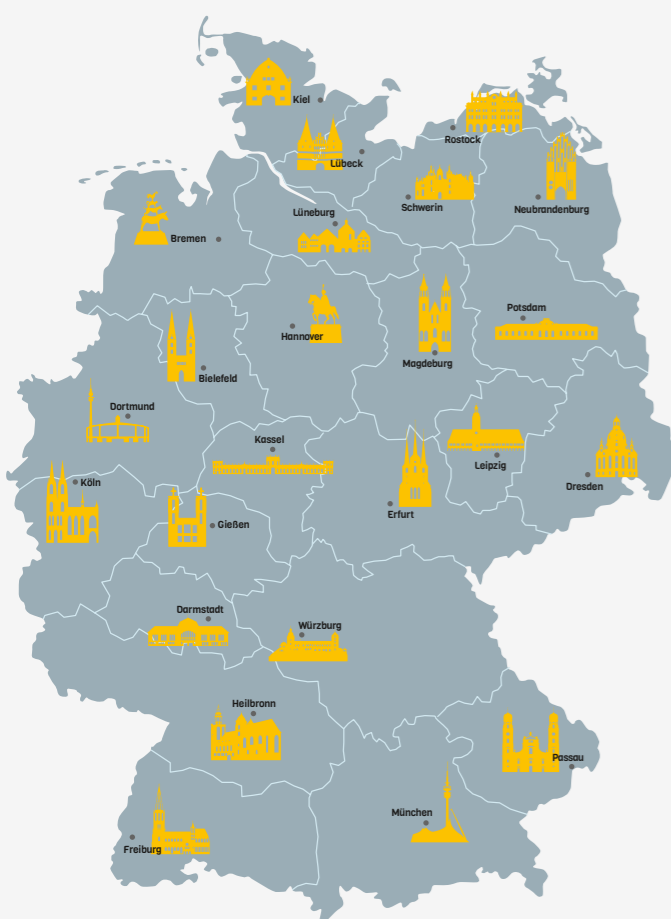 Kiel
Rostock
Lübeck
Schwerin
Neubrandenburg
Lüneburg
Bremen
Potsdam
Hannover
Magdeburg
Bielefeld
Dortmund
Kassel
Leipzig
Köln
Dresden
Erfurt
Gießen
Darmstadt
Würzburg
Heilbronn
Passau
München
Freiburg